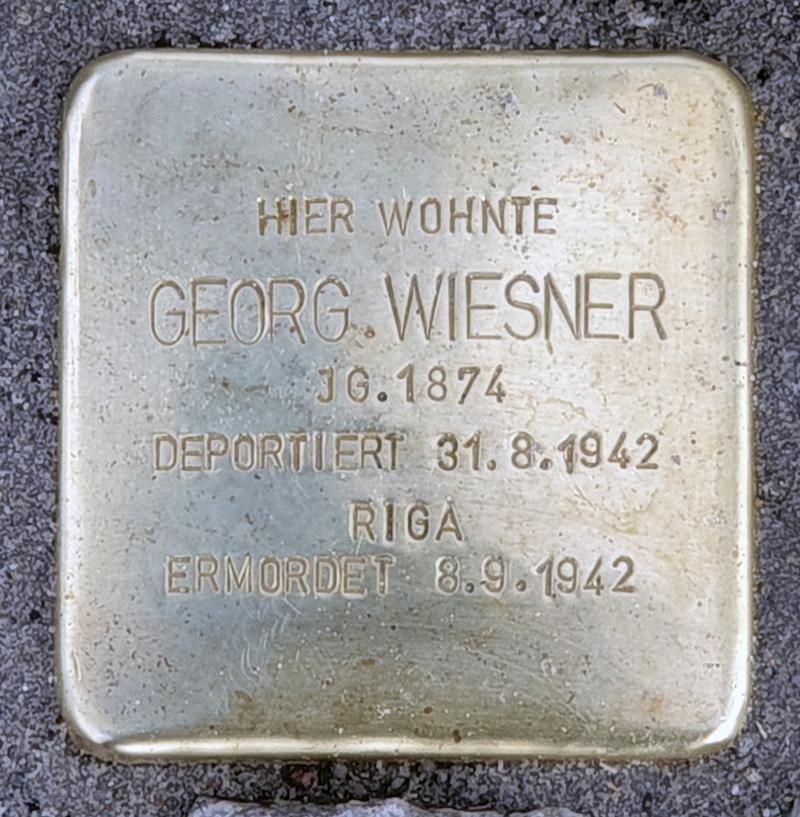 HIER WOHNTE
GEORG WIESNER
JG.1874
DEPORTIERT 31.8.1942
RIGA
ERMORDET 8.9.1942